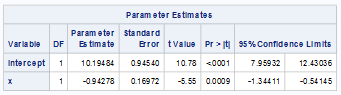 Parameter Estimates
Variable DF Parameter Estimate Standard Error t Value Pr > |t| 95% Confidence Limits
Intercept 1 10.19484 0.94540 10.78 <.0001 7.95932 12.43036
x 1 -0.94278 0.16972 -5.55 0.0009 -1.34411 -0.54145